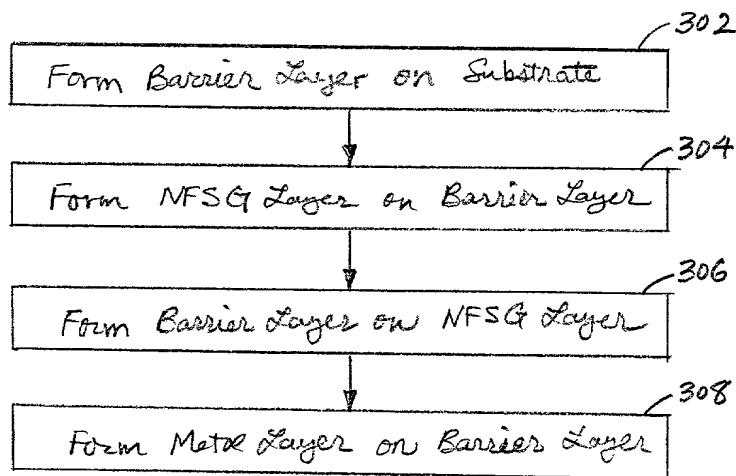 302
Form Barrier Layer on Substrate
304
Form NFSG Layer on Barrier Layer
306
Form Barrier Layer on NFSG Layer
308
Form Metal Layer on Barrier Layer